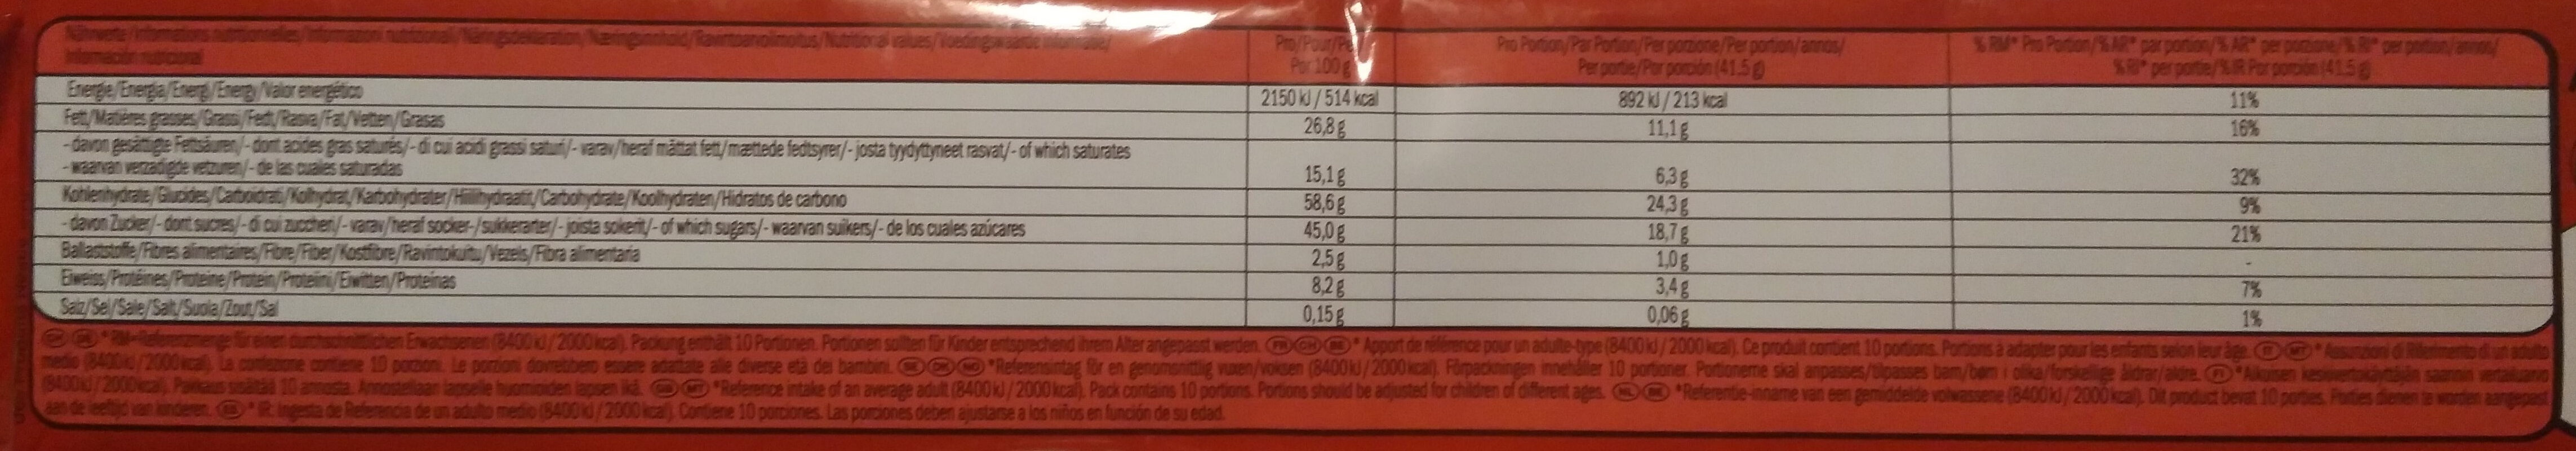 Nährwerte/Informations nutritionnelles/Informazioni nutrizionali/Näringsdeklaration/Næringsinnhold/Ravintoarvoilmoitus/Nutritional values/Voedingswaarde informatie/
Información nutricional
Pro/Pour/Per
Por 100 g
Pro Portion/Par Portion/Per porzione/Per portion/annos/
Per portie/Por porción (41.5 g)
% RM* Pro Portion/% AR* par portion/% AR* per porzione/% RI* per portion/annos/
% RI* per portie/% IR Por porción (41.5 g)
Energie/Energia/Energi/Energy/Valor energético 2150 kJ / 514 kcal 892 kJ / 213 kcal 11%
Fett/Matières grasses/Grassi/Fedt/Rasva/Fat/Vetten/Grasas 26,8 g 11,1 g 16%
- davon gesättigte Fettsäuren/- dont acides gras saturés/- di cui acidi grassi saturi/- varav/heraf mättat fett/mættede fedtsyrer/- josta tyydyttyneet rasvat/- of which saturates
- waarvan verzadigde vetzuren/- de las cuales saturadas 15,1 g 6,3 g 32%
Kohlenhydrate/Glucides/Carboidrati/Kolhydrat/Karbohydrater/Hiilihydraatit/Carbohydrate/Koolhydraten/Hidratos de carbono 58,6 g 24,3 g 9%
- davon Zucker/- dont sucres/- di cui zuccheri/- varav/heraf socker-/sukkerarter/- joista sokerit/- of which sugars/- waarvan suikers/- de los cuales azúcares 45,0 g 18,7 g 21%
Ballaststoffe/Fibres alimentaires/Fibre/Fiber/Kostfibre/Ravintokuitu/Vezels/Fibra alimentaria 2,5 g 1,0 g -
Eiweiss/Protéines/Proteine/Protein/Proteiini/Eiwitten/Proteínas 8,2 g 3,4 g 7%
Salz/Sel/Sale/Salt/Suola/Zout/Sal 0,15 g 0,06 g 1%
CH DE * RM=Referenzmenge für einen durchschnittlichen Erwachsenen (8400 kJ / 2000 kcal). Packung enthält 10 Portionen. Portionen sollten für Kinder entsprechend ihrem Alter angepasst werden. FR CH BE * Apport de référence pour un adulte-type (8400 kJ / 2000 kcal). Ce produit contient 10 portions. Portions à adapter pour les enfants selon leur âge. IT MT * Assunzioni di Riferimento di un adulto
medio (8400 kJ / 2000 kcal). La confezione contiene 10 porzioni. Le porzioni dovrebbero essere adattate alle diverse età dei bambini. SE DK NO *Referensintag för en genomsnittlig vuxen/voksen (8400 kJ / 2000 kcal). Förpackningen innehåller 10 portioner. Portionerne skal anpasses/tilpasses barn/børn i olika/forskellige åldrar/aldre. FI *Aikuisen keskivertokäyttäjän saannin vertailuarvo
(8400 kJ / 2000 kcal). Pakkaus sisältää 10 annosta. Annostellaan lapselle huomioiden lapsen ikä. GB MT *Reference intake of an average adult (8400 kJ / 2000 kcal). Pack contains 10 portions. Portions should be adjusted for children of different ages. NL BE *Referentie-inname van een gemiddelde volwassene (8400 kJ / 2000 kcal). Dit product bevat 10 porties. Porties dienen te worden aangepast
aan de leeftijd van kinderen. ES * IR: Ingesta de Referencia de un adulto medio (8400 kJ / 2000 kcal). Contiene 10 porciones. Las porciones deben ajustarse a los niños en función de su edad.